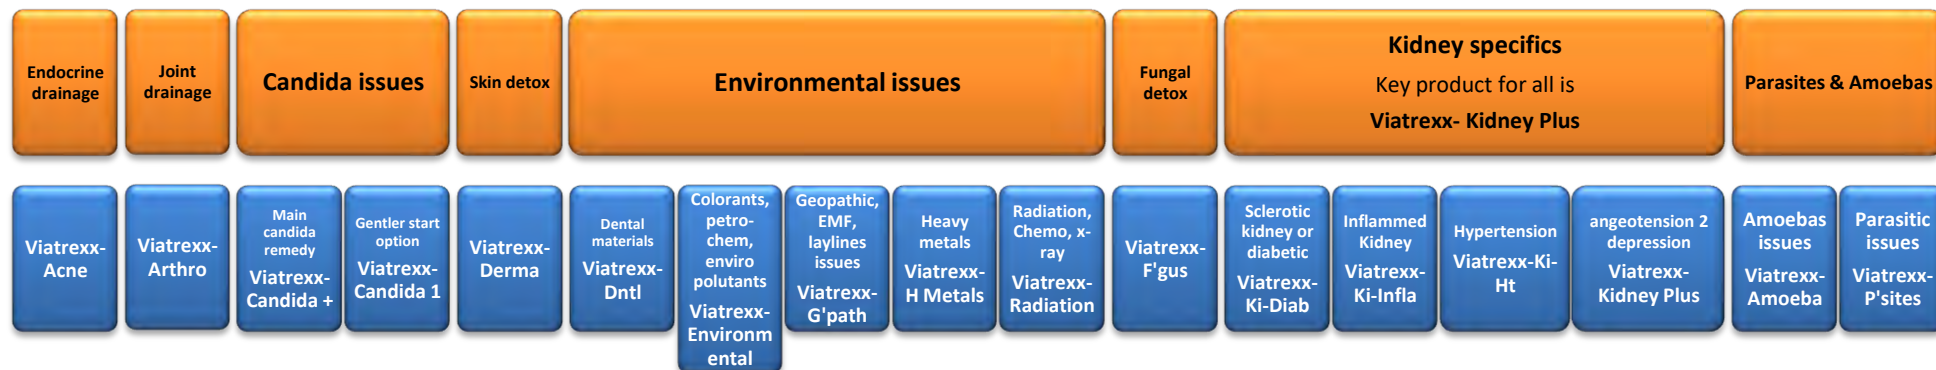 Endocrine
drainage
Joint
drainage
Candida issues
Skin detox
Environmental issues
Fungal
detox
Kidney specifics
Key product for all is
Viatrexx- Kidney Plus
Parasites & Amoebas
Viatrexx-
Acne
Viatrexx-
Arthro
Main
candida
remedy
Viatrexx-
Candida +
Gentler start
option
Viatrexx-
Candida 1
Viatrexx-
Derma
Dental
materials
Viatrexx-
Dntl
Colorants,
petro-
chem,
enviro
polutants
Viatrexx-
Environm
ental
Geopathic,
EMF,
laylines
issues
Viatrexx-
G'path
Heavy
metals
Viatrexx-
H Metals
Radiation,
Chemo, x-
ray
Viatrexx-
Radiation
Viatrexx-
F'gus
Sclerotic
kidney or
diabetic
Viatrexx-
Ki-Diab
Inflammed
Kidney
Viatrexx-
Ki-Infla
Hypertension
Viatrexx-Ki-
Ht
angeotension 2
depression
Viatrexx-
Kidney Plus
Amoebas
issues
Viatrexx-
Amoeba
Parasitic
issues
Viatrexx-
P'sites